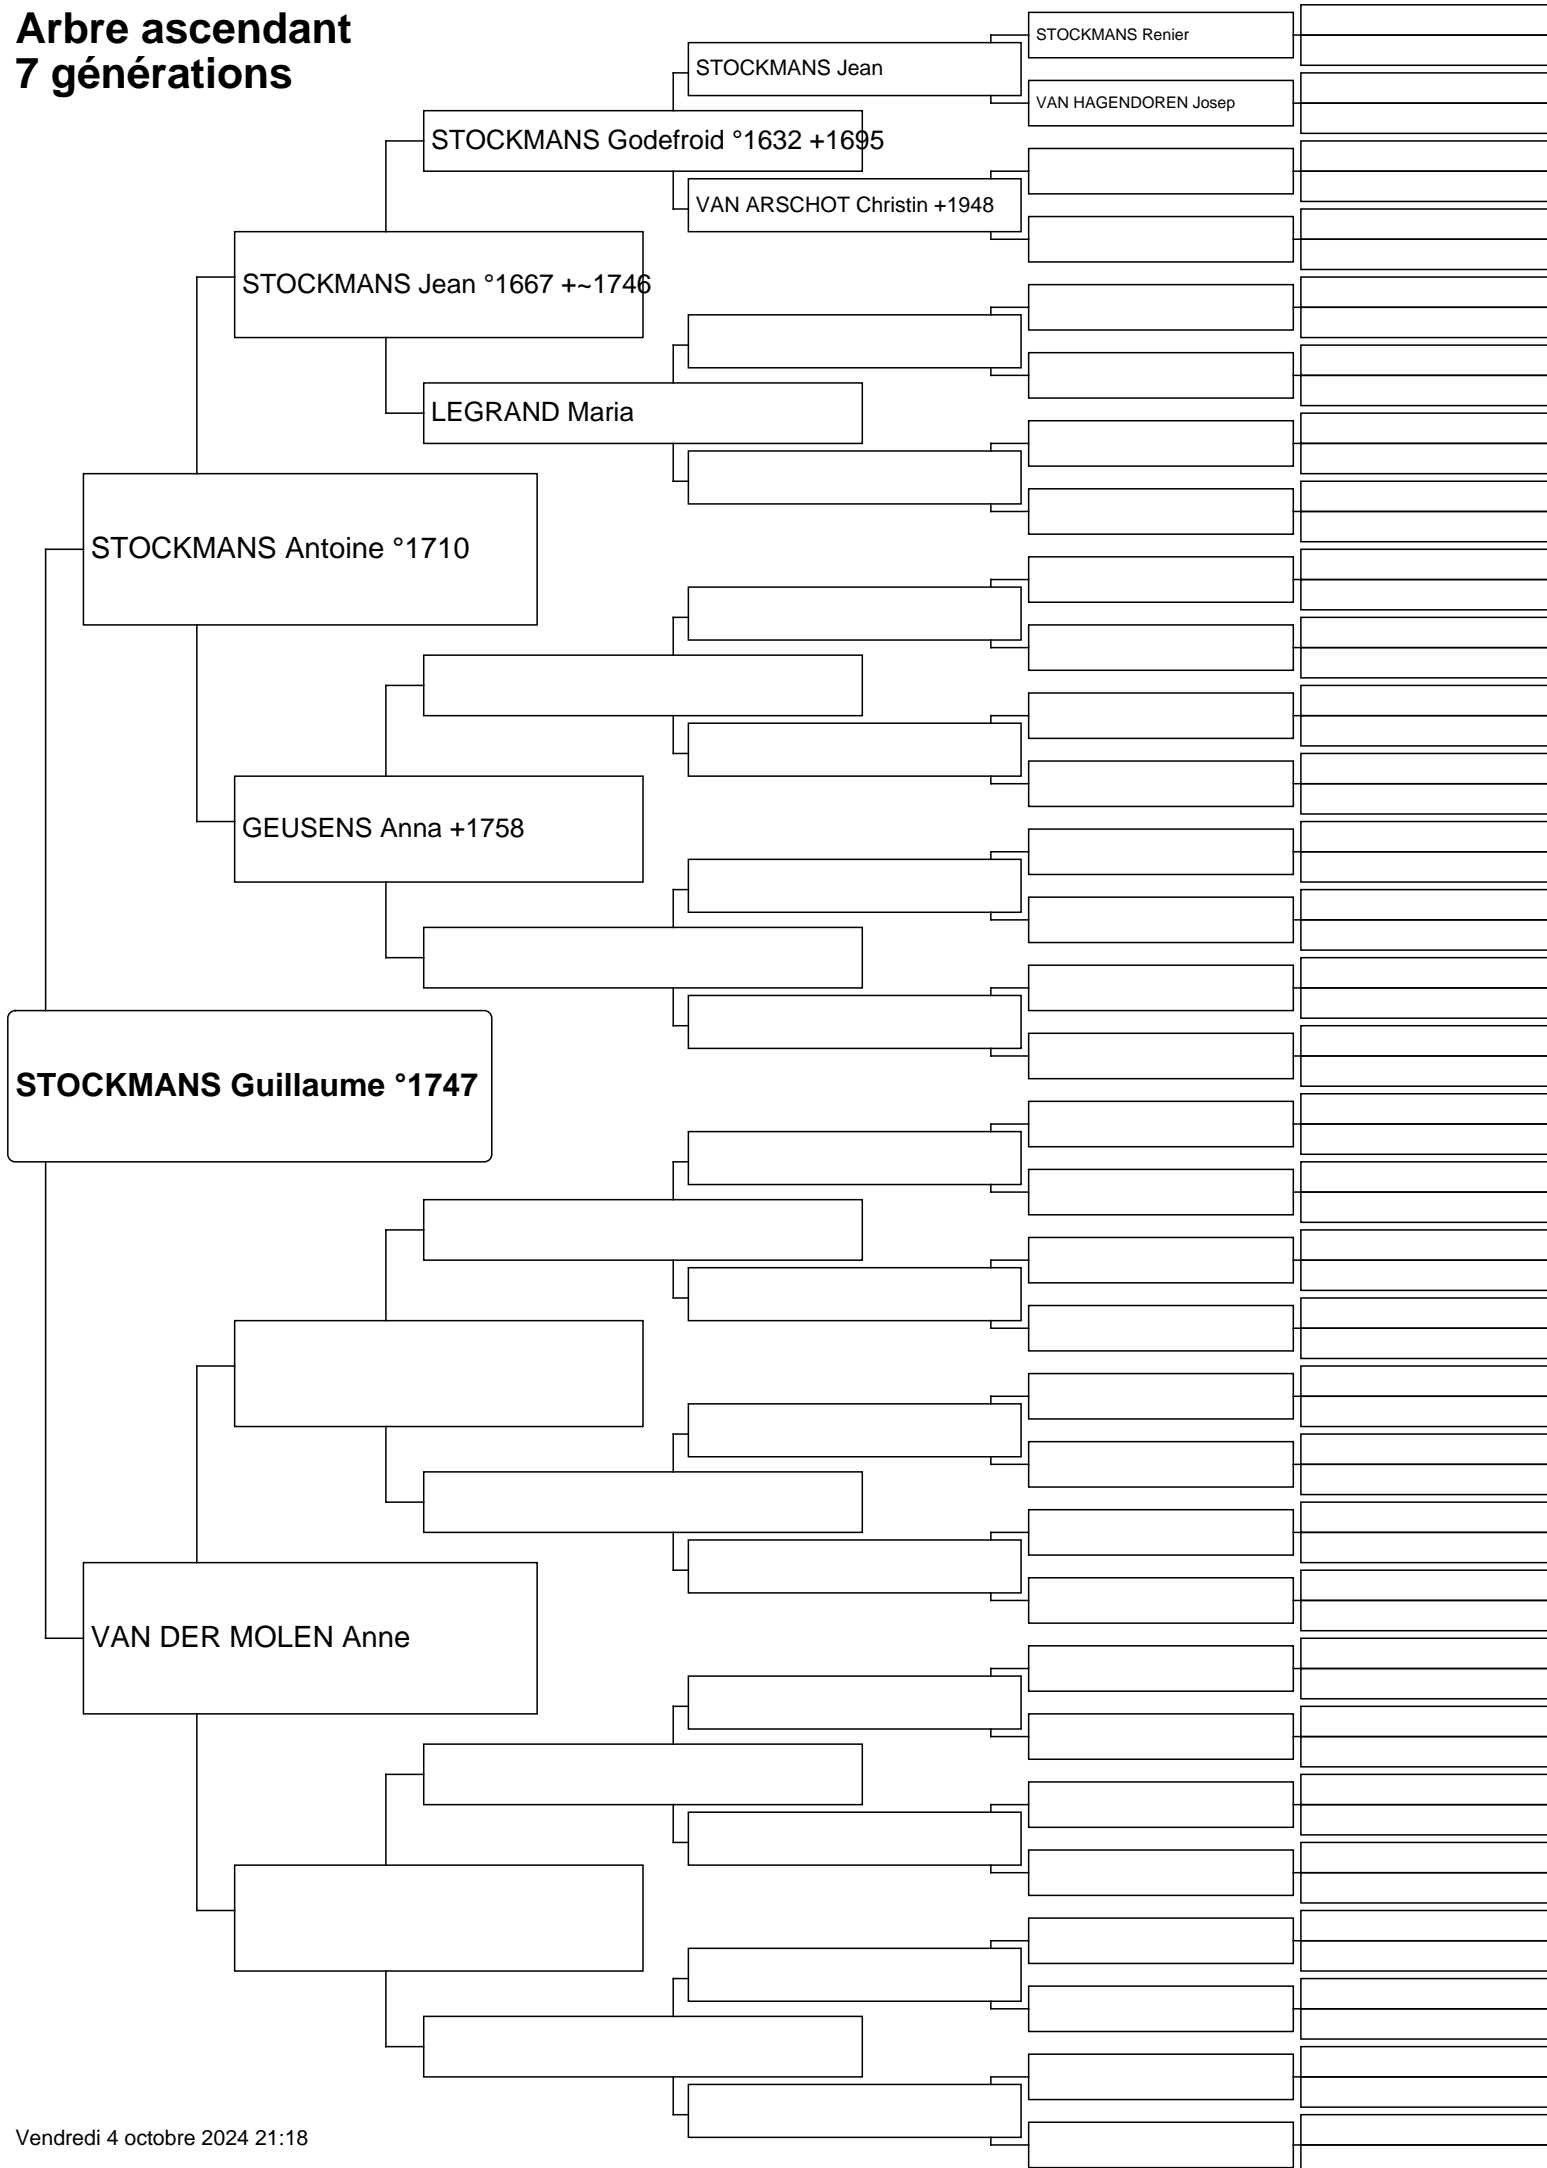 Arbre ascendant
7 générations
STOCKMANS Renier
STOCKMANS Jean
VAN HAGENDOREN Josep
STOCKMANS Godefroid °1632 +1695
VAN ARSCHOT Christin +1948
STOCKMANS Jean °1667 +~1746
LEGRAND Maria
STOCKMANS Antoine °1710
GEUSENS Anna +1758
STOCKMANS Guillaume °1747
VAN DER MOLEN Anne
Vendredi 4 octobre 2024 21:18